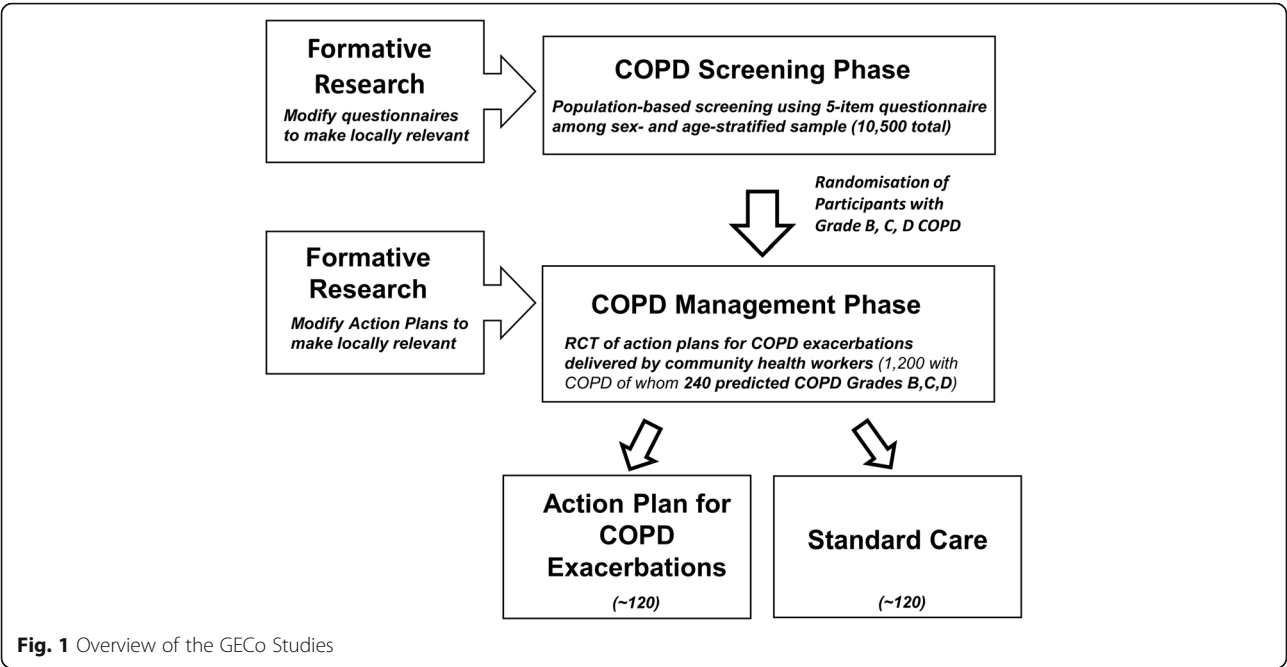 Formative
Research
Modify questionnaires
to make locally relevant
COPD Screening Phase
Population-based screening using 5-item questionnaire
among sex- and age-stratified sample (10,500 total)
Randomisation of
Participants with
Grade B, C, D COPD
Formative
Research
Modify Action Plans to
make locally relevant
COPD Management Phase
RCT of action plans for COPD exacerbations
delivered by community health workers (1,200 with
COPD of whom 240 predicted COPD Grades B,C,D)
Action Plan for
COPD
Exacerbations
(~120)
Standard Care
(~120)
Fig. 1 Overview of the GECo Studies